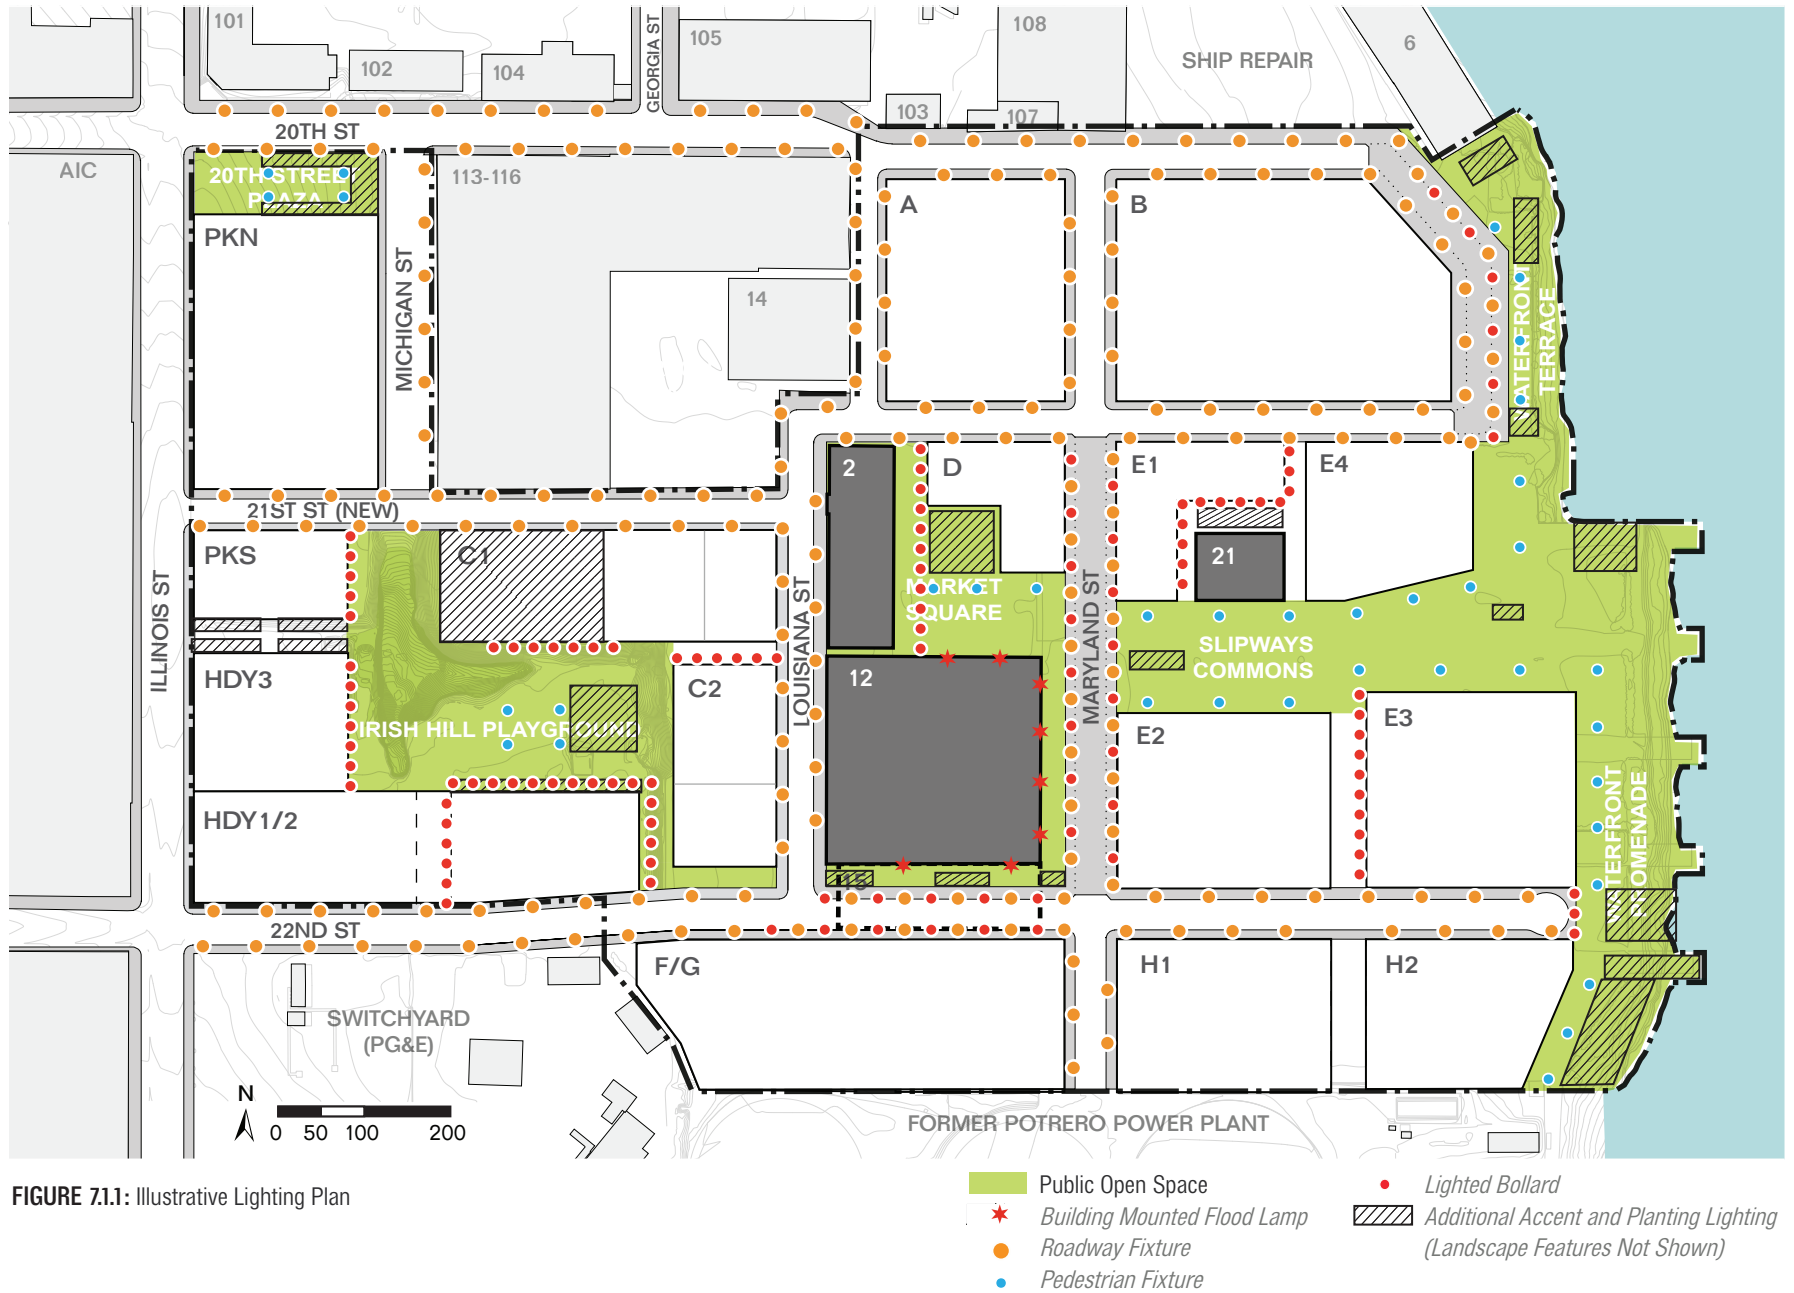 101
102
104
GEORGIA ST
105
108
SHIP REPAIR
6
103
107
20TH ST
AIC
20TH STREET
PLAZA
113-116
A
B
PKN
MICHIGAN ST
14
WATERFRONT
TERRACE
2
D
E1
E4
21ST ST (NEW)
PKS
C1
21
ILLINOIS ST
LOUISIANA ST
MARKET
SQUARE
MARYLAND ST
SLIPWAYS
COMMONS
HDY3
C2
12
IRISH HILL PLAYGROUND
E2
E3
HDY1/2
WATERFRONT
PROMENADE
15
22ND ST
F/G
H1
H2
SWITCHYARD
(PG&E)
N
0 50 100 200
FORMER POTRERO POWER PLANT
FIGURE 7.1.1: Illustrative Lighting Plan
Public Open Space
Building Mounted Flood Lamp
Roadway Fixture
Pedestrian Fixture
Lighted Bollard
Additional Accent and Planting Lighting
(Landscape Features Not Shown)